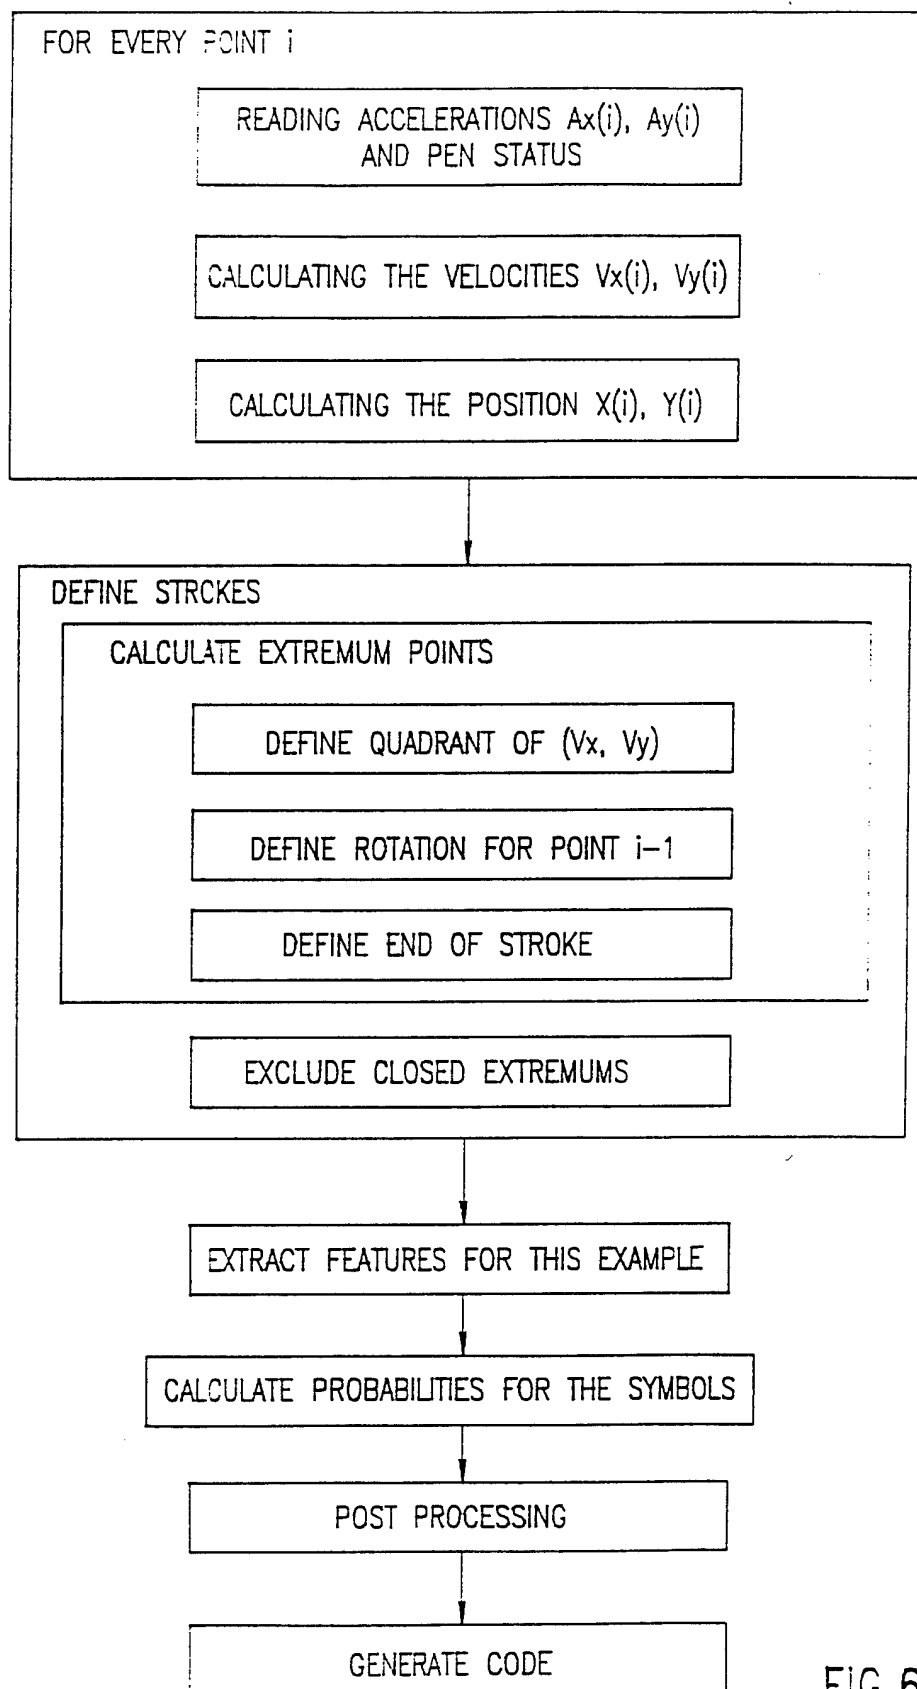 FOR EVERY POINT i
READING ACCELERATIONS Ax(i), Ay(i)
AND PEN STATUS
CALCULATING THE VELOCITIES Vx(i), Vy(i)
CALCULATING THE POSITION X(i), Y(i)
DEFINE STROKES
CALCULATE EXTREMUM POINTS
DEFINE QUADRANT OF (Vx, Vy)
DEFINE ROTATION FOR POINT i-1
DEFINE END OF STROKE
EXCLUDE CLOSED EXTREMUMS
EXTRACT FEATURES FOR THIS EXAMPLE
CALCULATE PROBABILITIES FOR THE SYMBOLS
POST PROCESSING
GENERATE CODE
FIG.6